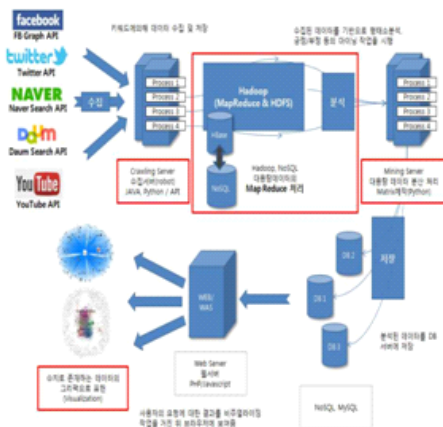 facebook
FB Graph API
twitter
Twitter API
NAVER
Naver Search API
Daum
Daum Search API
You Tube
YouTube API
수집
키워드에의해 데이터 수집 및 저장
Process 1
Process 2
Process 3
Process 4
Crawling Server
수집서버(robot)
JAVA, Python / API
Hadoop
(MapReduce & HDFS)
HBase
NoSQL
분석
Hadoop, NoSQL
대용량데이터의
Map Reduce 처리
수집된 데이터를 기반으로 형태소분석,
긍정/부정 등의 마이닝 작업을 시행
Process 1
Process 2
Process 3
Process 4
Mining Server
대용량 데이터 분산 처리
Matrix제작(Python)
저장
DB.2
DB.1
DB.3
분석된 데이터를 DB
서버에 저장
NoSQL, MySQL
WEB/
WAS
Web Server
웹서버
PHP/Javascript
수치로 존재하는 데이터의
그래픽으로 표현
(Visualization)
사용자의 요청에 대한 결과를 비주얼라이징
작업을 거친 뒤 브라우저에 보여줌